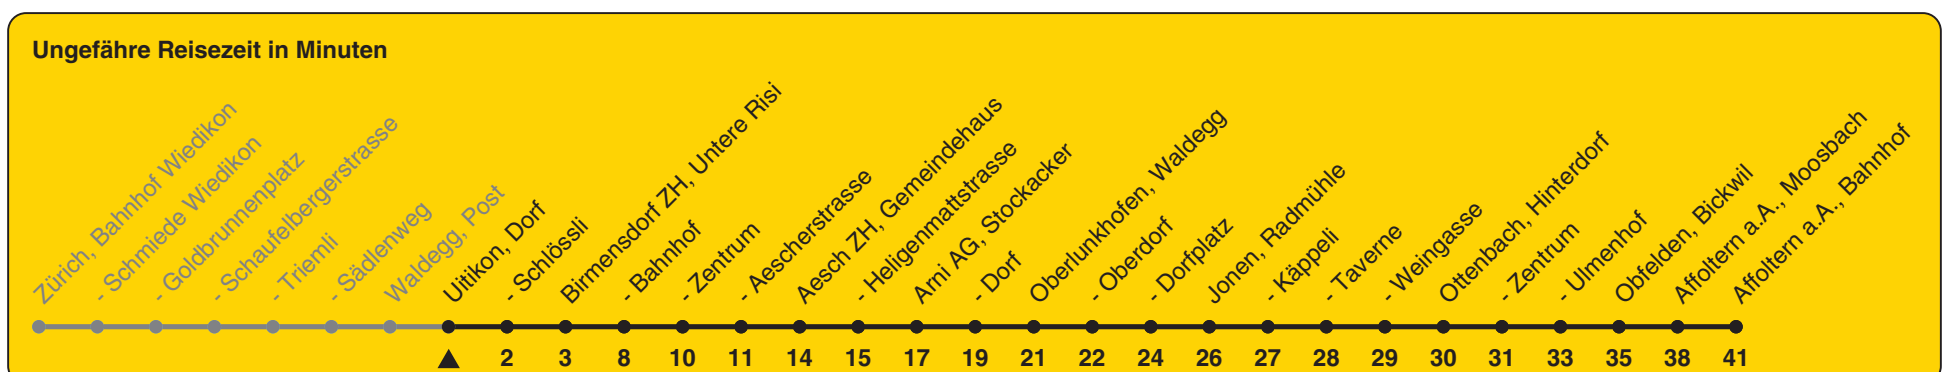 Ungefähre Reisezeit in Minuten
Zürich, Bahnhof Wiedikon
- Schmiede Wiedikon
- Goldbrunnenplatz
- Schaufelbergerstrasse
- Triemli
- Sädlenweg
Waldegg, Post
Uitikon, Dorf
- Schlössli
Birmensdorf ZH, Untere Risi
- Bahnhof
- Zentrum
- Aescherstrasse
Aesch ZH, Gemeindehaus
- Heligenmattstrasse
Arni AG, Stockacker
- Dorf
Oberlunkhofen, Waldegg
- Oberdorf
- Dorfplatz
Jonen, Radmühle
- Käppeli
- Taverne
- Weingasse
Ottenbach, Hinterdorf
- Zentrum
- Ulmenhof
Obfelden, Bickwil
Affoltern a.A., Moosbach
Affoltern a.A., Bahnhof
2 3 8 10 11 14 15 17 19 21 22 24 26 27 28 29 30 31 33 35 38 41